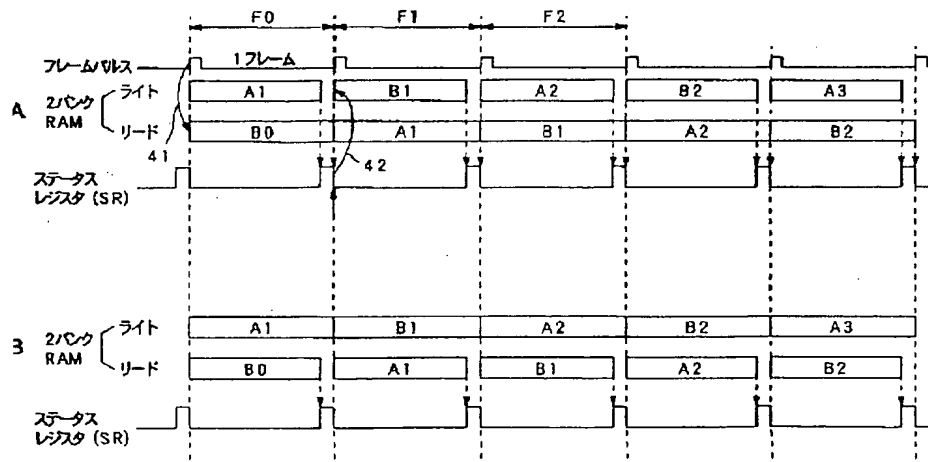 F0 F1 F2
フレームパルス 1フレーム
A 2バンク RAM ライト A1 B1 A2 B2 A3
リード B0 A1 B1 A2 B2
41 42
ステータス
レジスタ (SR)
B 2バンク RAM ライト A1 B1 A2 B2 A3
リード B0 A1 B1 A2 B2
ステータス
レジスタ (SR)